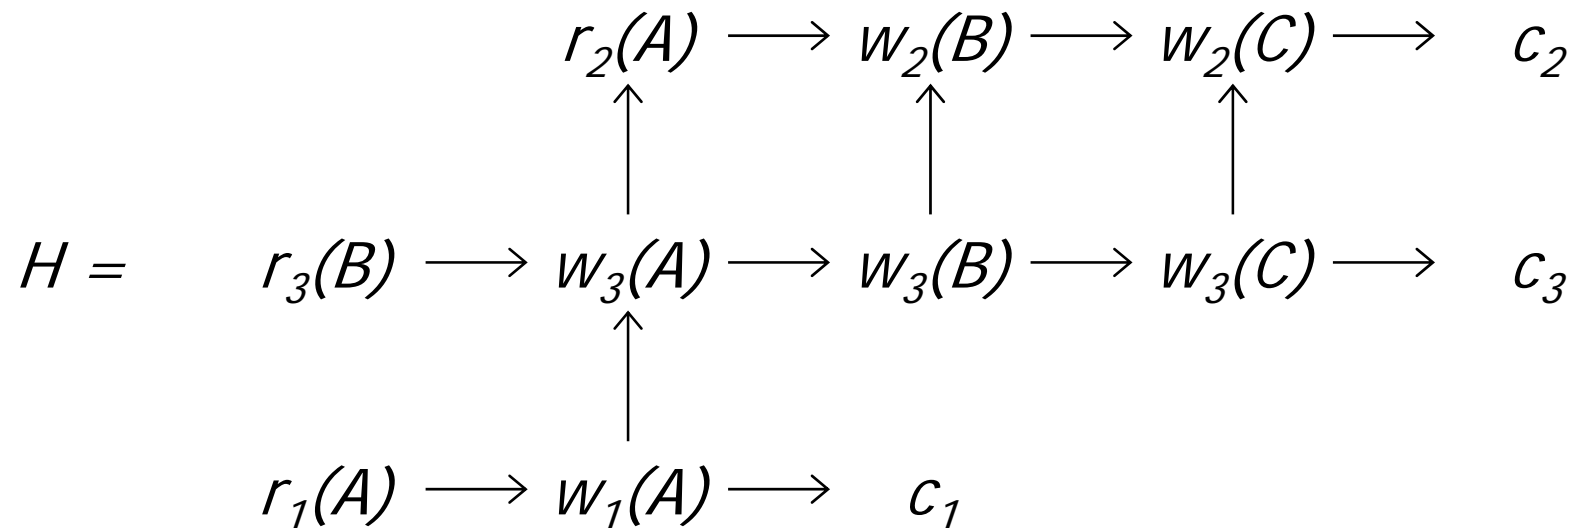 r₂(A) → w₂(B) → w₂(C) → c₂
H = r₃(B) → w₃(A) → w₃(B) → w₃(C) → c₃
r₁(A) → w₁(A) → c₁